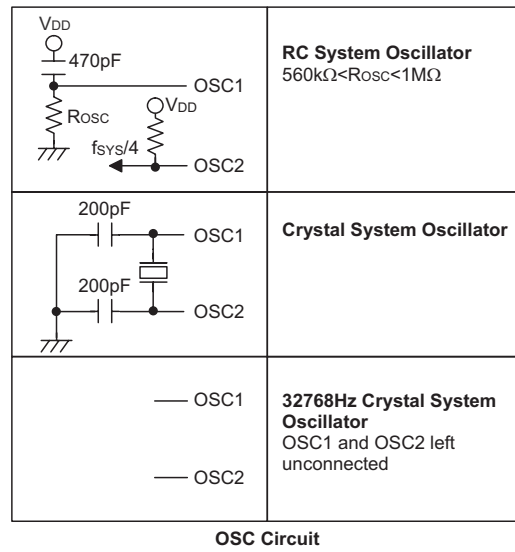 VDD
470pF
OSC1
ROSC
VDD
fSYS/4
OSC2
RC System Oscillator
560kΩ<ROSC<1MΩ
200pF
OSC1
200pF
OSC2
Crystal System Oscillator
OSC1
OSC2
32768Hz Crystal System
Oscillator
OSC1 and OSC2 left
unconnected
OSC Circuit